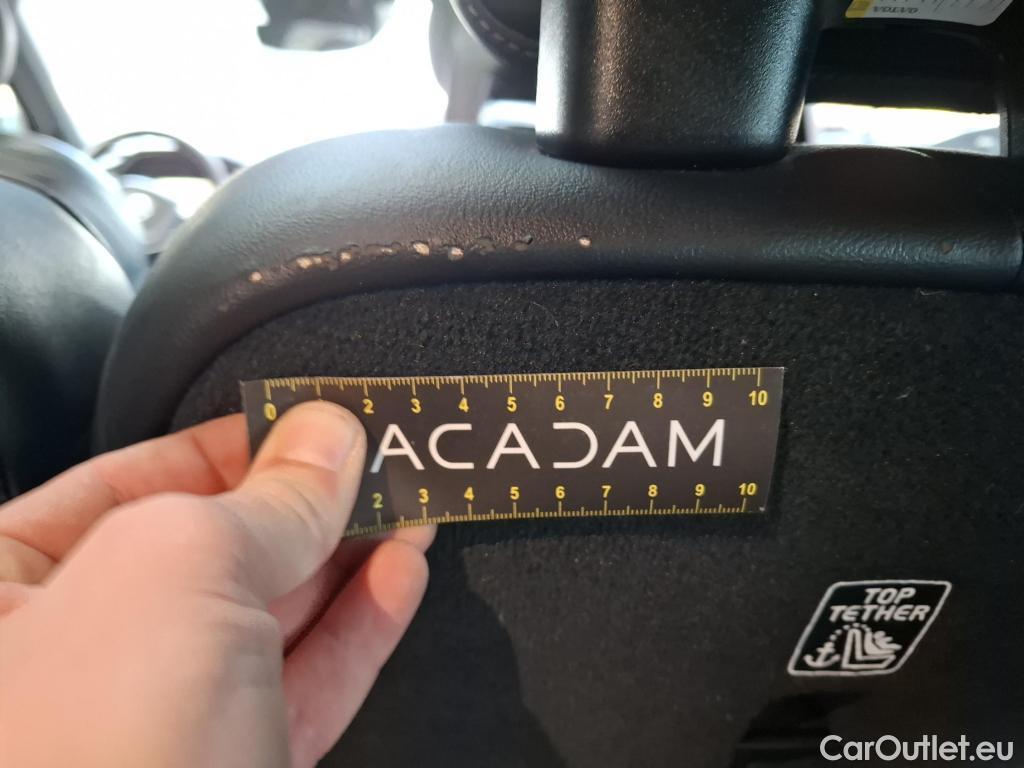 VOLVO
0 2 3 4 5 6 7 8 9 10
ACADAM
2 3 4 5 6 7 8 9 10
TOP
TETHER
CarOutlet.eu